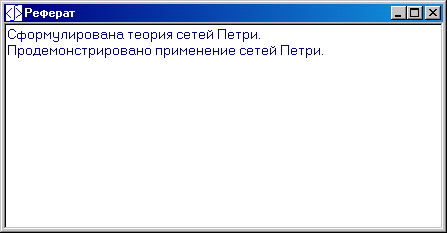 Реферат
Сформулирована теория сетей Петри.
Продемонстрировано применение сетей Петри.